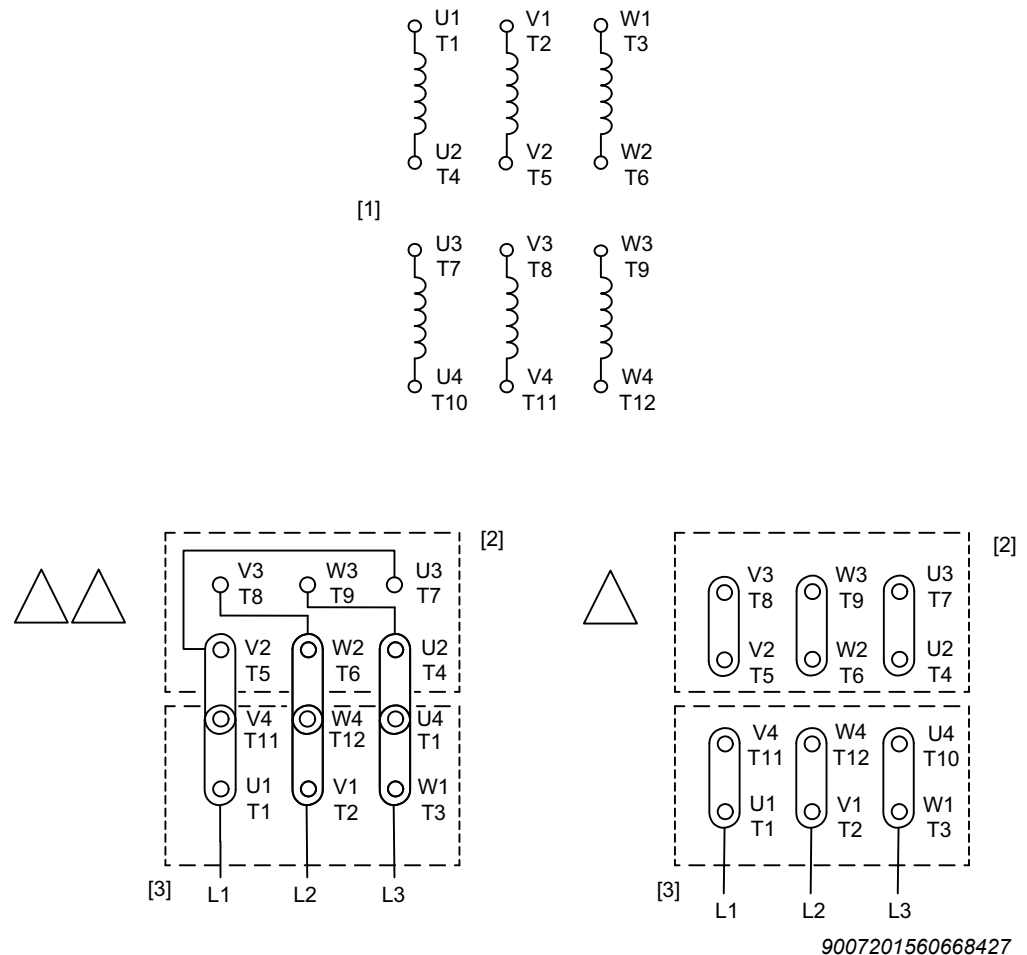 U1 V1 W1
T1 T2 T3
U2 V2 W2
T4 T5 T6
[1]
U3 V3 W3
T7 T8 T9
U4 V4 W4
T10 T11 T12
[2]
V3 W3 U3
T8 T9 T7
V2 W2 U2
T5 T6 T4
V4 W4 U4
T11 T12 T1
U1 V1 W1
T1 T2 T3
[3] L1 L2 L3
[2]
V3 W3 U3
T8 T9 T7
V2 W2 U2
T5 T6 T4
V4 W4 U4
T11 T12 T10
U1 V1 W1
T1 T2 T3
[3] L1 L2 L3
9007201560668427